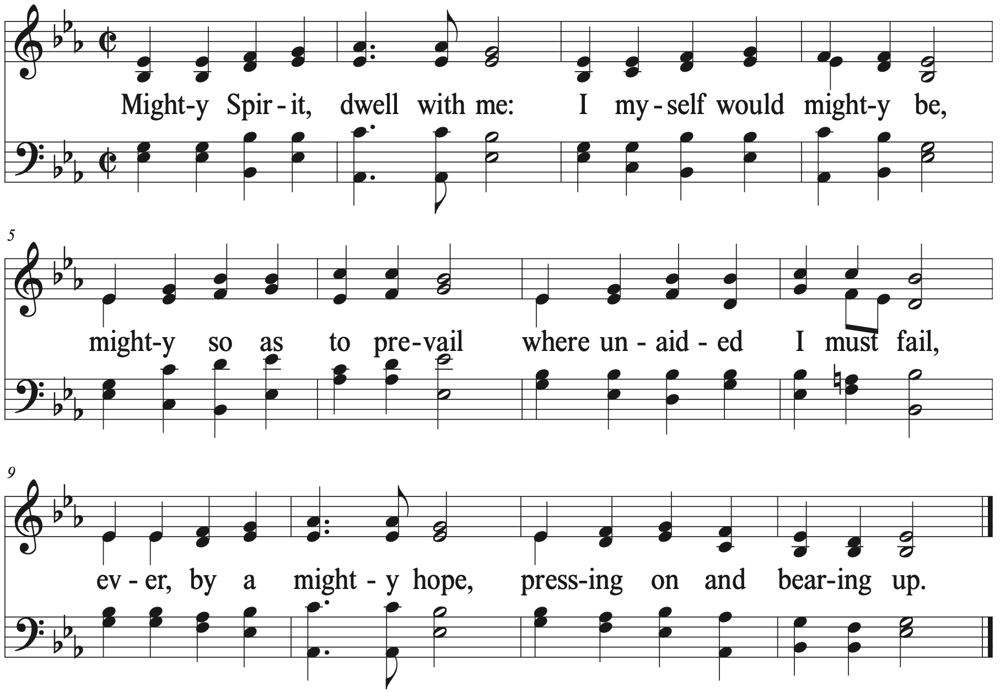 Might-y Spir-it, dwell with me: I my-self would might-y be,
5
might-y so as to pre-vail where un-aid-ed I must fail,
9
ev-er, by a might-y hope, press-ing on and bear-ing up.